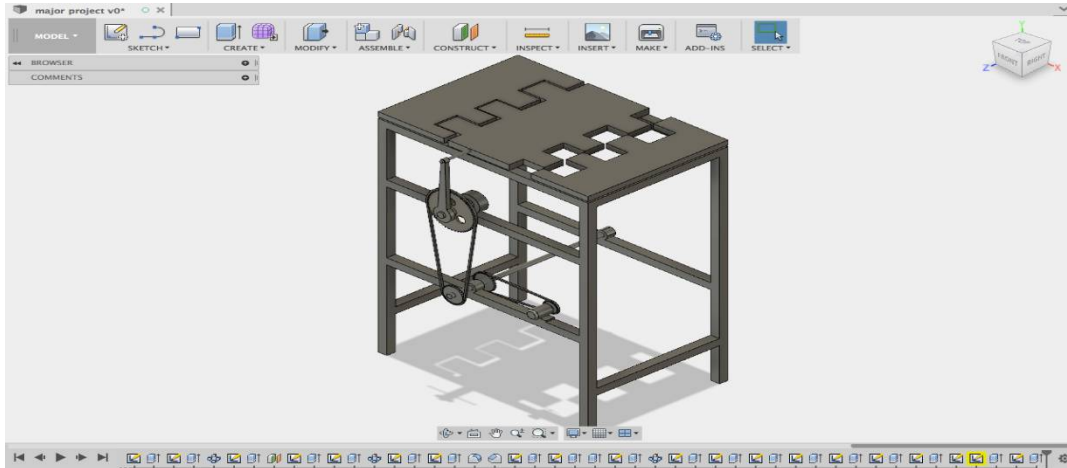 major project v0*
MODEL
SKETCH
CREATE
MODIFY
ASSEMBLE
CONSTRUCT
INSPECT
INSERT
MAKE
ADD-INS
SELECT
BROWSER
COMMENTS
Y
FRONT
RIGHT
Z
X